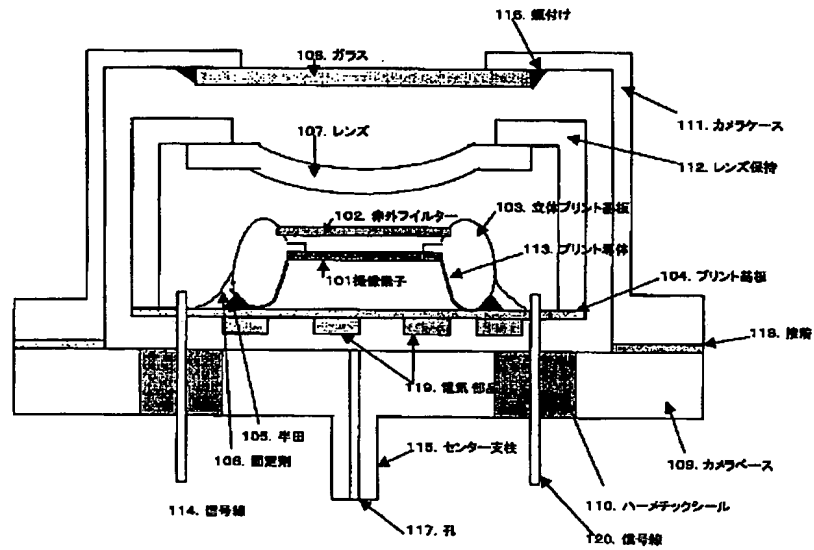 116. 蝋付け
108. ガラス
111. カメラケース
107. レンズ
112. レンズ保持
102. 赤外フイルター
103. 立体プリント基板
113. プリント導体
101撮像素子
104. プリント基板
118. 接着
119. 電気部品
105. 半田
106. 固定剤
115. センター支柱
109. カメラベース
110. ハーメチックシール
114. 信号線
117. 孔
120. 信号線